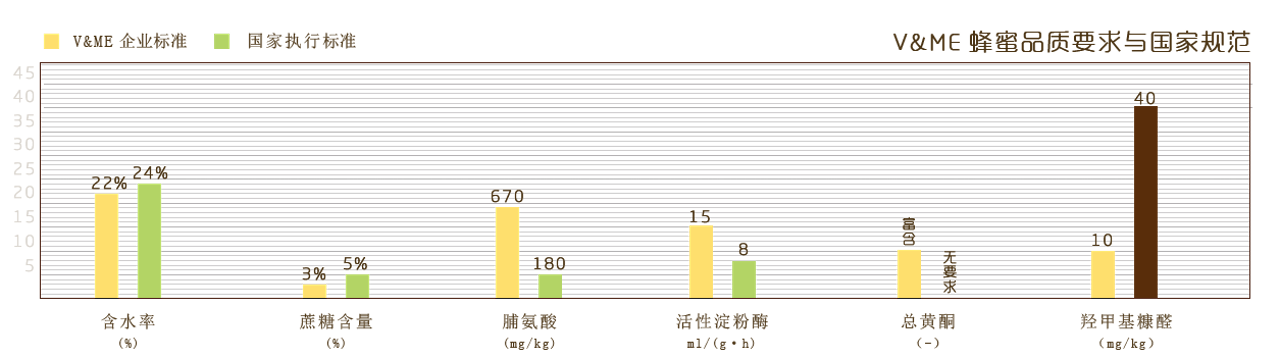 V&ME 企业标准 国家执行标准
V&ME 蜂蜜品质要求与国家规范
45
40
35
30
25
20
15
10
5
22% 24%
3% 5%
670 180
15 8
富含 无要求
10 40
含水率 蔗糖含量 脯氨酸 活性淀粉酶 总黄酮 羟甲基糠醛
(%) (%) (mg/kg) ml/(g·h) (-) (mg/kg)